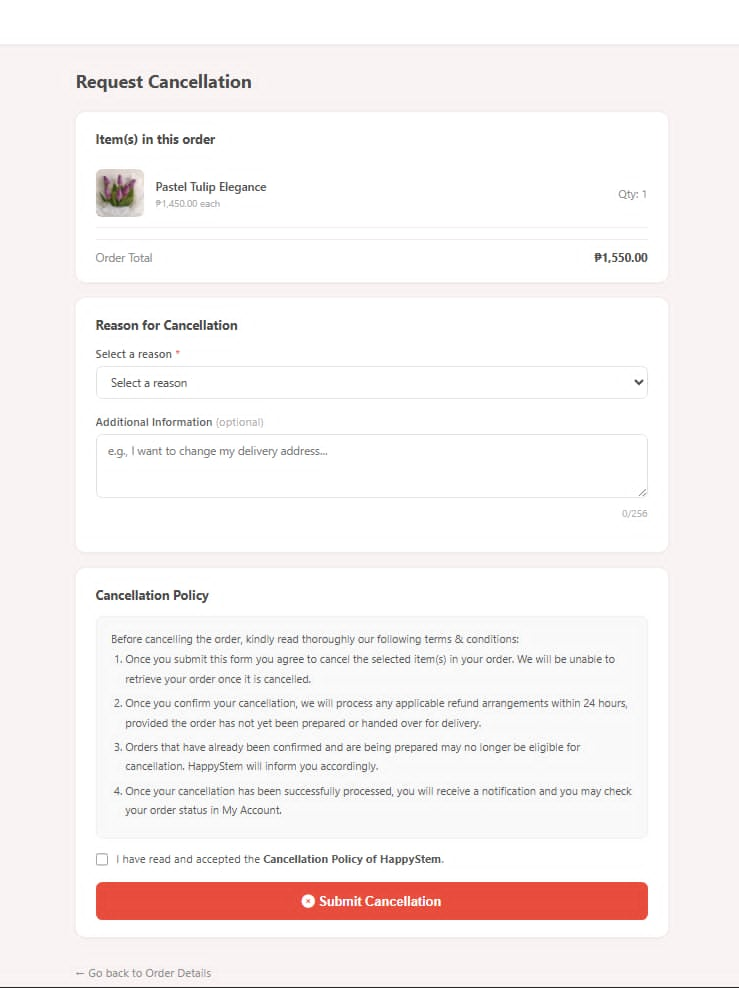 Request Cancellation
Item(s) in this order
Pastel Tulip Elegance
₱1,450.00 each
Qty: 1
Order Total
₱1,550.00
Reason for Cancellation
Select a reason *
Select a reason
Additional Information (optional)
e.g., I want to change my delivery address...
0/256
Cancellation Policy
Before cancelling the order, kindly read thoroughly our following terms & conditions:
1. Once you submit this form you agree to cancel the selected item(s) in your order. We will be unable to
retrieve your order once it is cancelled.
2. Once you confirm your cancellation, we will process any applicable refund arrangements within 24 hours,
provided the order has not yet been prepared or handed over for delivery.
3. Orders that have already been confirmed and are being prepared may no longer be eligible for
cancellation. HappyStem will inform you accordingly.
4. Once your cancellation has been successfully processed, you will receive a notification and you may check
your order status in My Account.
I have read and accepted the Cancellation Policy of HappyStem.
Submit Cancellation
← Go back to Order Details